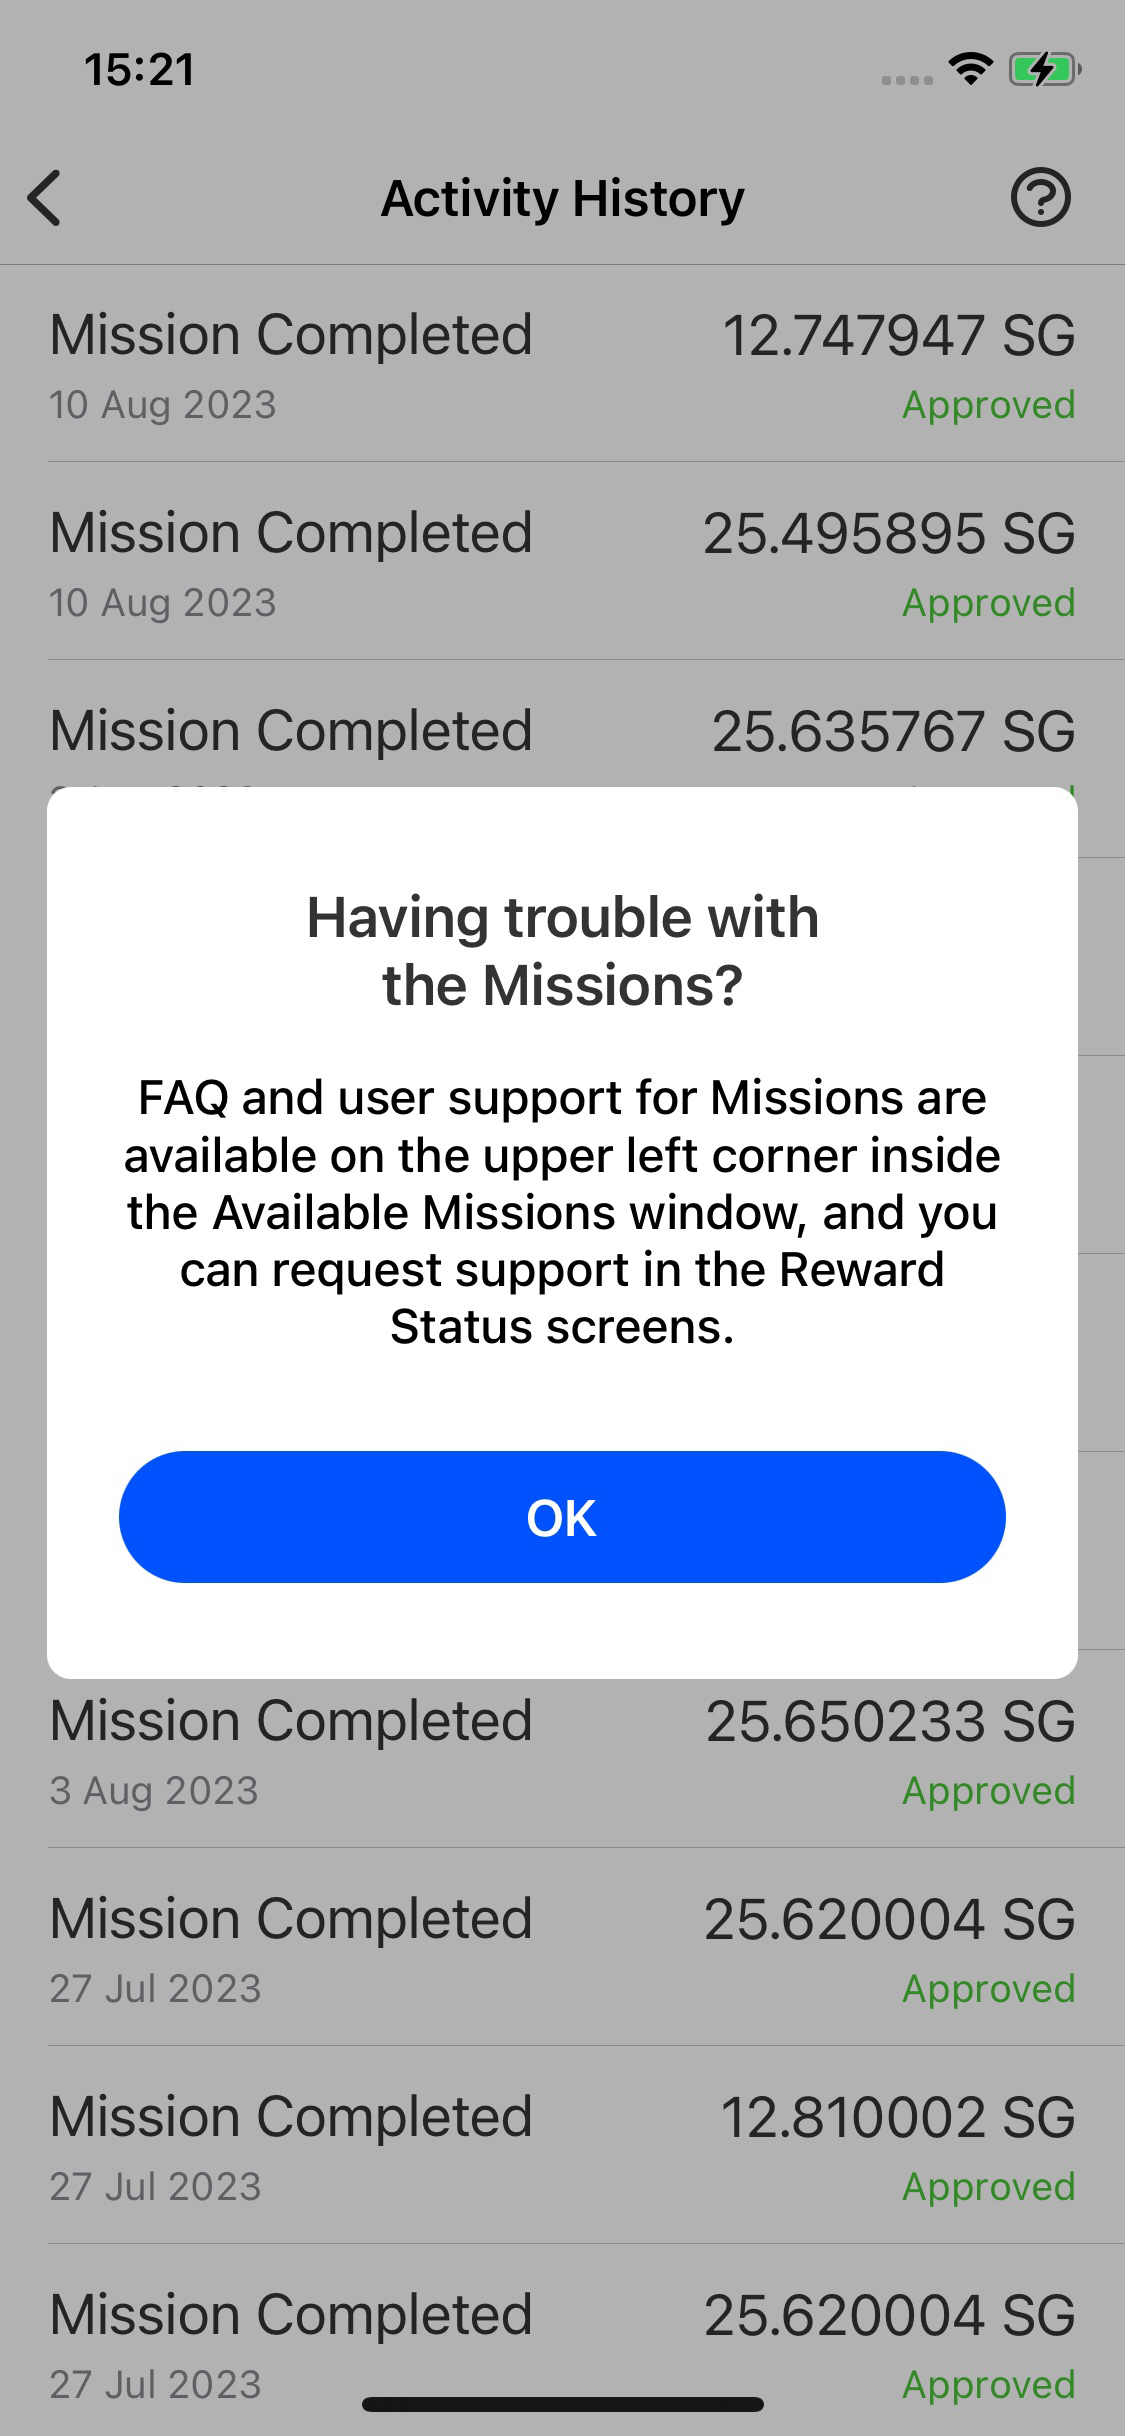 15:21
Activity History
Mission Completed 12.747947 SG
10 Aug 2023 Approved
Mission Completed 25.495895 SG
10 Aug 2023 Approved
Mission Completed 25.635767 SG
Having trouble with
the Missions?
FAQ and user support for Missions are
available on the upper left corner inside
the Available Missions window, and you
can request support in the Reward
Status screens.
OK
Mission Completed 25.650233 SG
3 Aug 2023 Approved
Mission Completed 25.620004 SG
27 Jul 2023 Approved
Mission Completed 12.810002 SG
27 Jul 2023 Approved
Mission Completed 25.620004 SG
27 Jul 2023 Approved